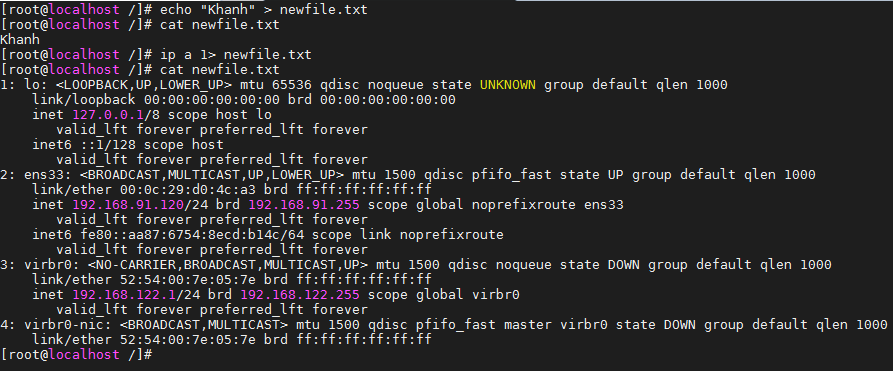 [root@localhost /]# echo "Khanh" > newfile.txt
[root@localhost /]# cat newfile.txt
Khanh
[root@localhost /]# ip a 1> newfile.txt
[root@localhost /]# cat newfile.txt
1: lo: <LOOPBACK,UP,LOWER_UP> mtu 65536 qdisc noqueue state UNKNOWN group default qlen 1000
    link/loopback 00:00:00:00:00:00 brd 00:00:00:00:00:00
    inet 127.0.0.1/8 scope host lo
       valid_lft forever preferred_lft forever
    inet6 ::1/128 scope host
       valid_lft forever preferred_lft forever
2: ens33: <BROADCAST,MULTICAST,UP,LOWER_UP> mtu 1500 qdisc pfifo_fast state UP group default qlen 1000
    link/ether 00:0c:29:d0:4c:a3 brd ff:ff:ff:ff:ff:ff
    inet 192.168.91.120/24 brd 192.168.91.255 scope global noprefixroute ens33
       valid_lft forever preferred_lft forever
    inet6 fe80::aa87:6754:8ecd:b14c/64 scope link noprefixroute
       valid_lft forever preferred_lft forever
3: virbr0: <NO-CARRIER,BROADCAST,MULTICAST,UP> mtu 1500 qdisc noqueue state DOWN group default qlen 1000
    link/ether 52:54:00:7e:05:7e brd ff:ff:ff:ff:ff:ff
    inet 192.168.122.1/24 brd 192.168.122.255 scope global virbr0
       valid_lft forever preferred_lft forever
4: virbr0-nic: <BROADCAST,MULTICAST> mtu 1500 qdisc pfifo_fast master virbr0 state DOWN group default qlen 1000
    link/ether 52:54:00:7e:05:7e brd ff:ff:ff:ff:ff:ff
[root@localhost /]#